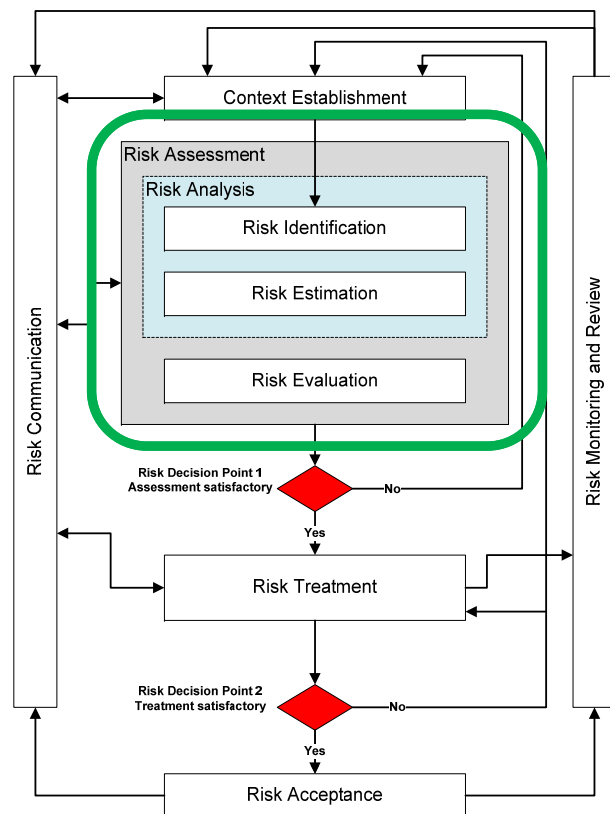 Context Establishment
Risk Assessment
Risk Analysis
Risk Identification
Risk Estimation
Risk Evaluation
Risk Communication
Risk Monitoring and Review
Risk Decision Point 1
Assessment satisfactory
No
Yes
Risk Treatment
Risk Decision Point 2
Treatment satisfactory
No
Yes
Risk Acceptance